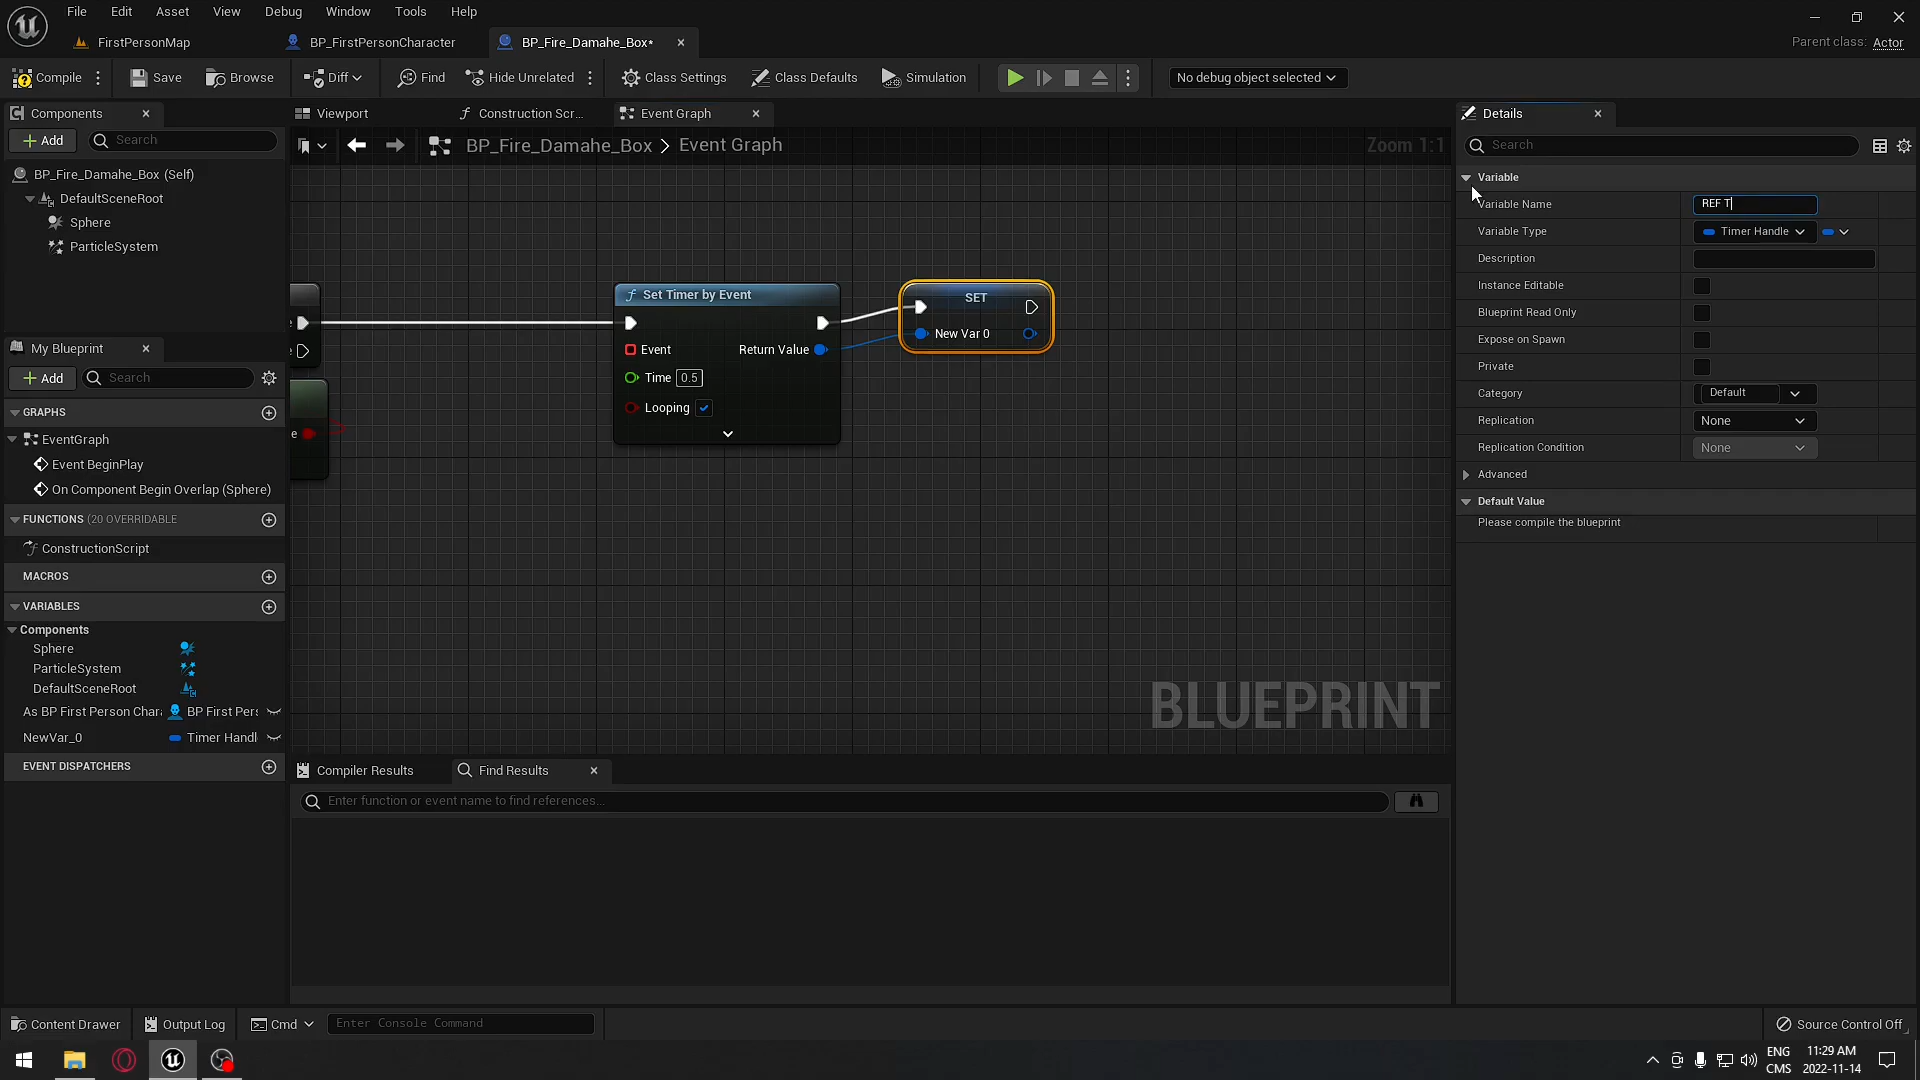 File Edit Asset View Debug Window Tools Help
FirstPersonMap BP_FirstPersonCharacter BP_Fire_Damahe_Box* Parent class: Actor
Compile Save Browse Diff Find Hide Unrelated Class Settings Class Defaults Simulation No debug object selected
Components Viewport Construction Scr... Event Graph Details
Add Search BP_Fire_Damahe_Box > Event Graph Zoom 1:1 Search
BP_Fire_Damahe_Box (Self)
DefaultSceneRoot
Sphere
ParticleSystem
My Blueprint
Add Search
GRAPHS
EventGraph
Event BeginPlay
On Component Begin Overlap (Sphere)
FUNCTIONS (20 OVERRIDABLE
ConstructionScript
MACROS
VARIABLES
Components
Sphere
ParticleSystem
DefaultSceneRoot
As BP First Person Chara BP First Pers
NewVar_0 Timer Handl
EVENT DISPATCHERS
Set Timer by Event
Event Return Value
Time 0.5
Looping
SET
New Var 0
e
BLUEPRINT
Compiler Results Find Results
Enter function or event name to find references...
Variable
Variable Name REF T
Variable Type Timer Handle
Description
Instance Editable
Blueprint Read Only
Expose on Spawn
Private
Category Default
Replication None
Replication Condition None
Advanced
Default Value
Please compile the blueprint
Content Drawer Output Log Cmd Enter Console Command Source Control Off
ENG 11:29 AM
CMS 2022-11-14